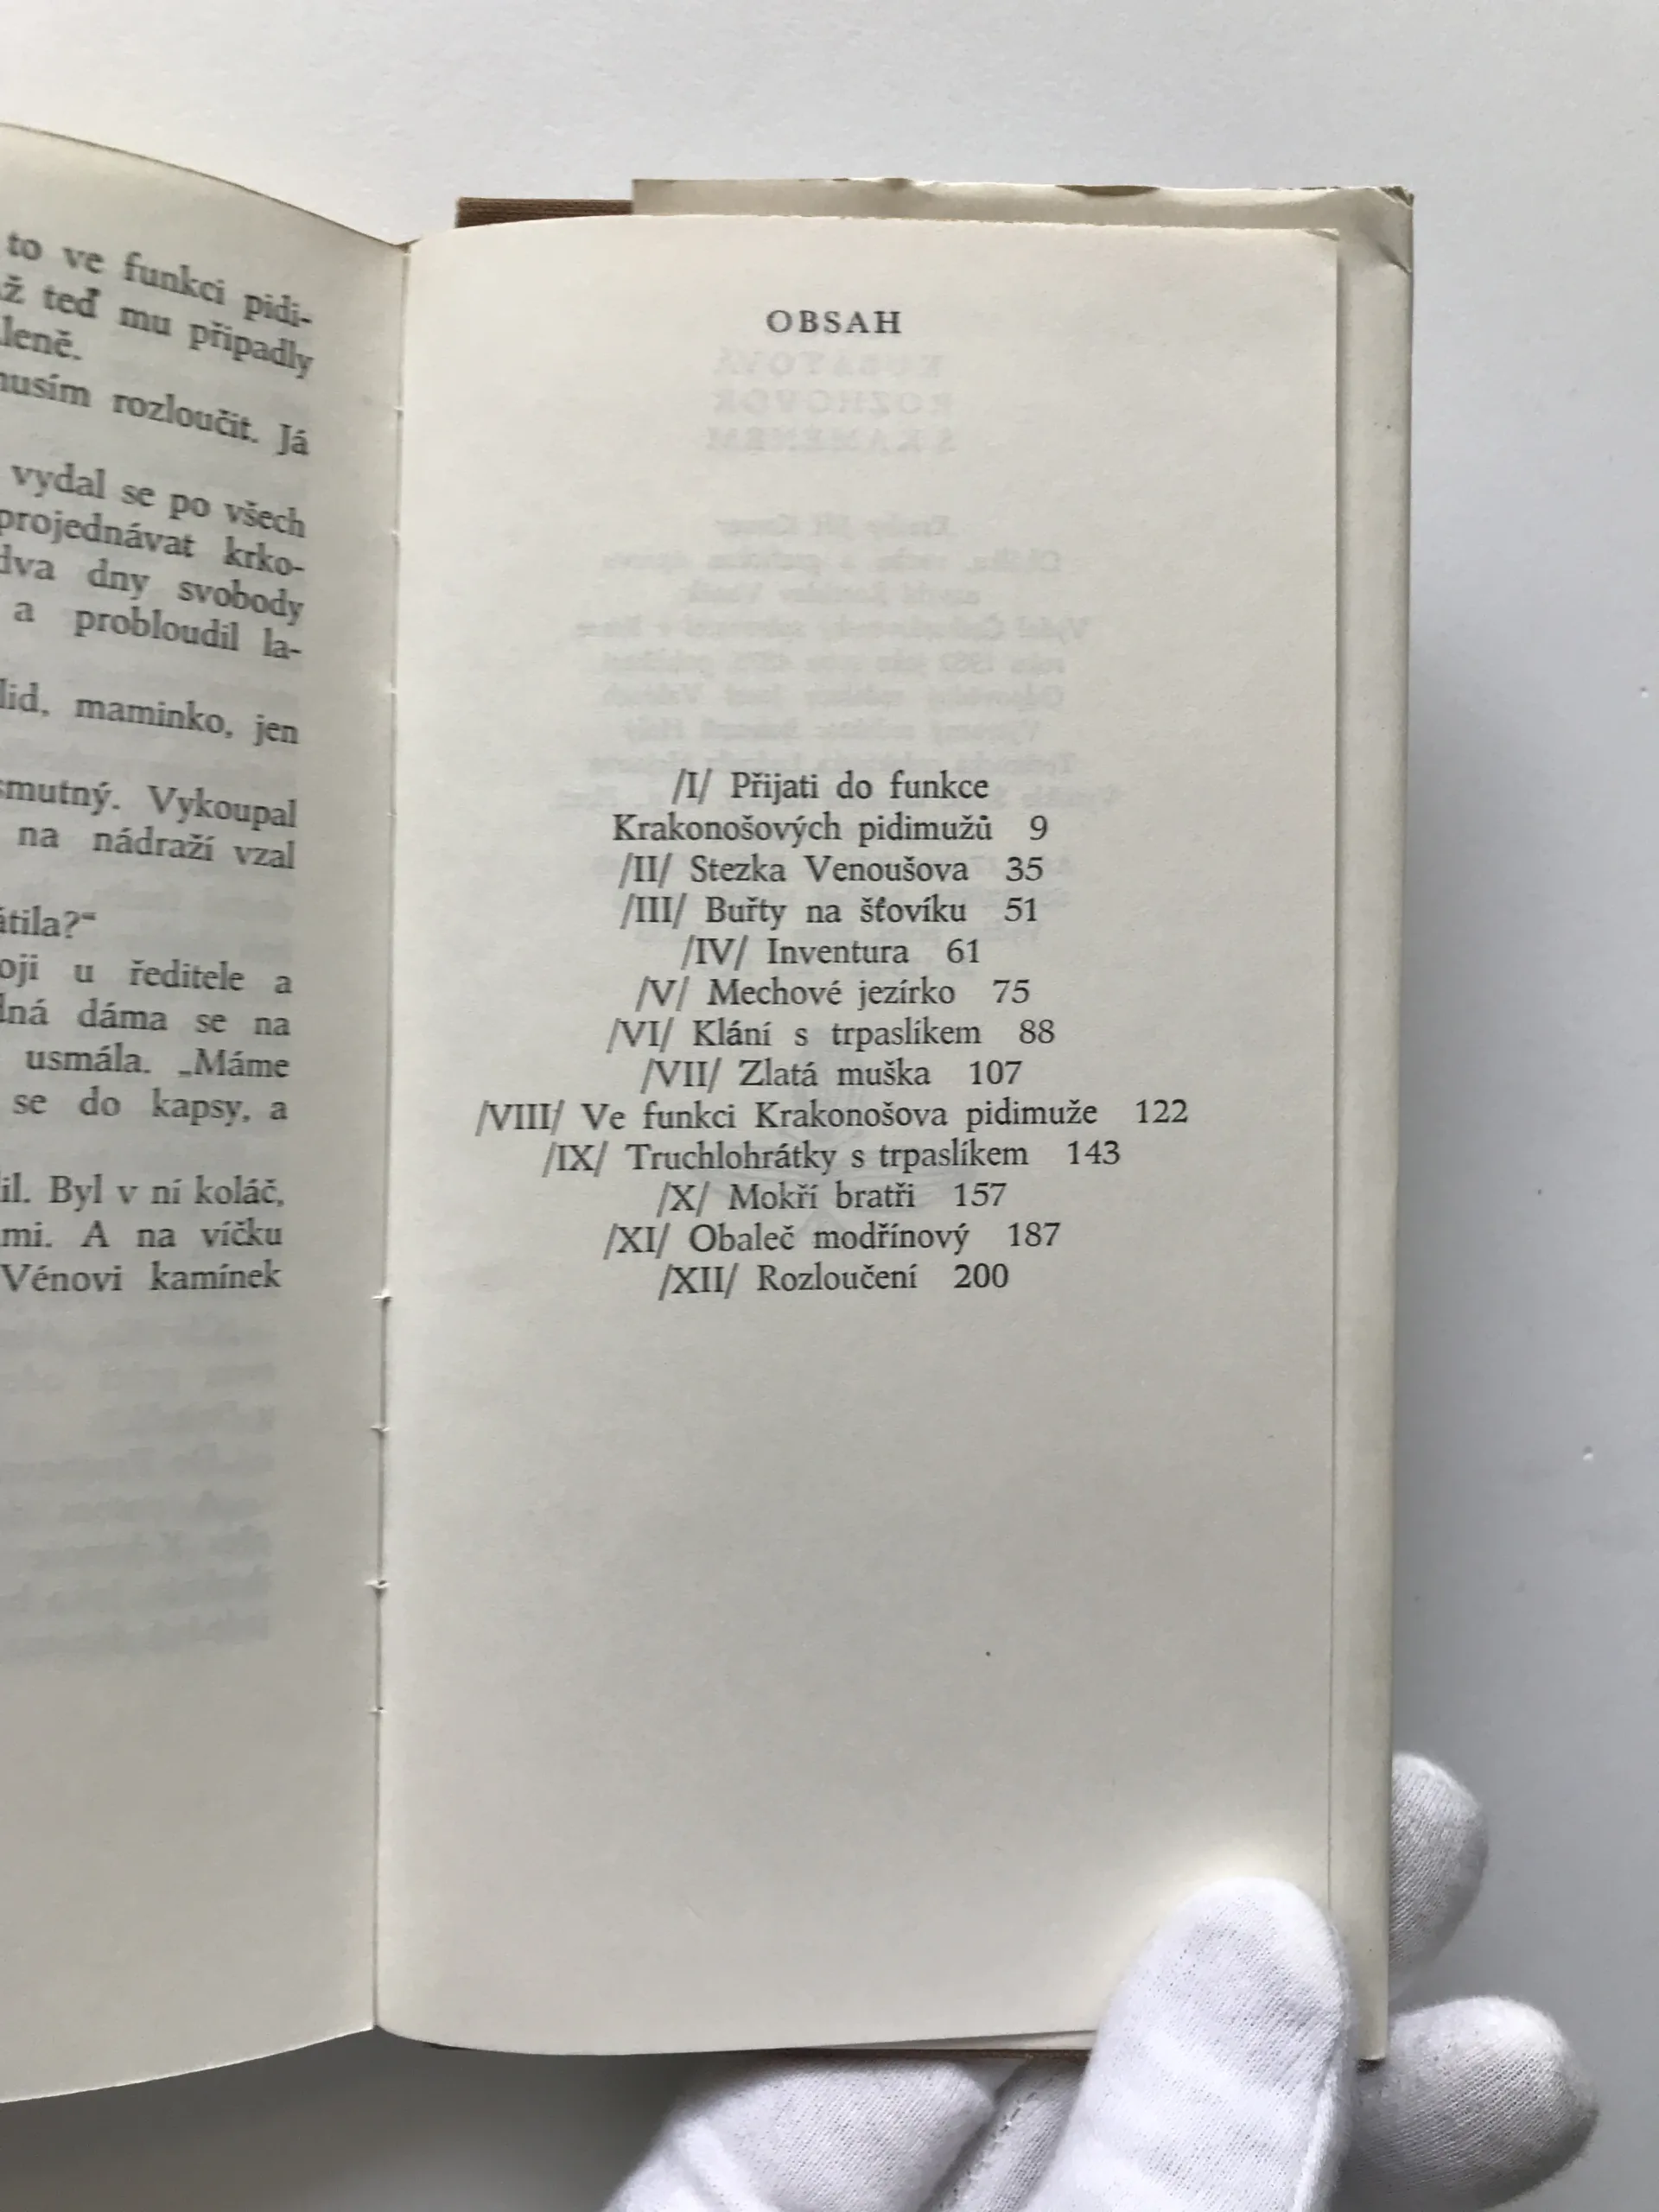 to ve funkci pidi-
ž teď mu připadly
leně.
musím rozloučit. Já
vydal se po všech
projednávat krko-
dva dny svobody
a probloudil la-
lid, maminko, jen
smutný. Vykoupal
na nádraží vzal
átila?“
oji u ředitele a
dná dáma se na
usmála. „Máme
se do kapsy, a
il. Byl v ní koláč,
mi. A na víčku
Vénovi kamínek
OBSAH
/I/ Přijati do funkce
Krakonošových pidimužů 9
/II/ Stezka Venoušova 35
/III/ Buřty na šťovíku 51
/IV/ Inventura 61
/V/ Mechové jezírko 75
/VI/ Klání s trpaslíkem 88
/VII/ Zlatá muška 107
/VIII/ Ve funkci Krakonošova pidimuže 122
/IX/ Truchlohrátky s trpaslíkem 143
/X/ Mokří bratři 157
/XI/ Obaleč modřínový 187
/XII/ Rozloučení 200